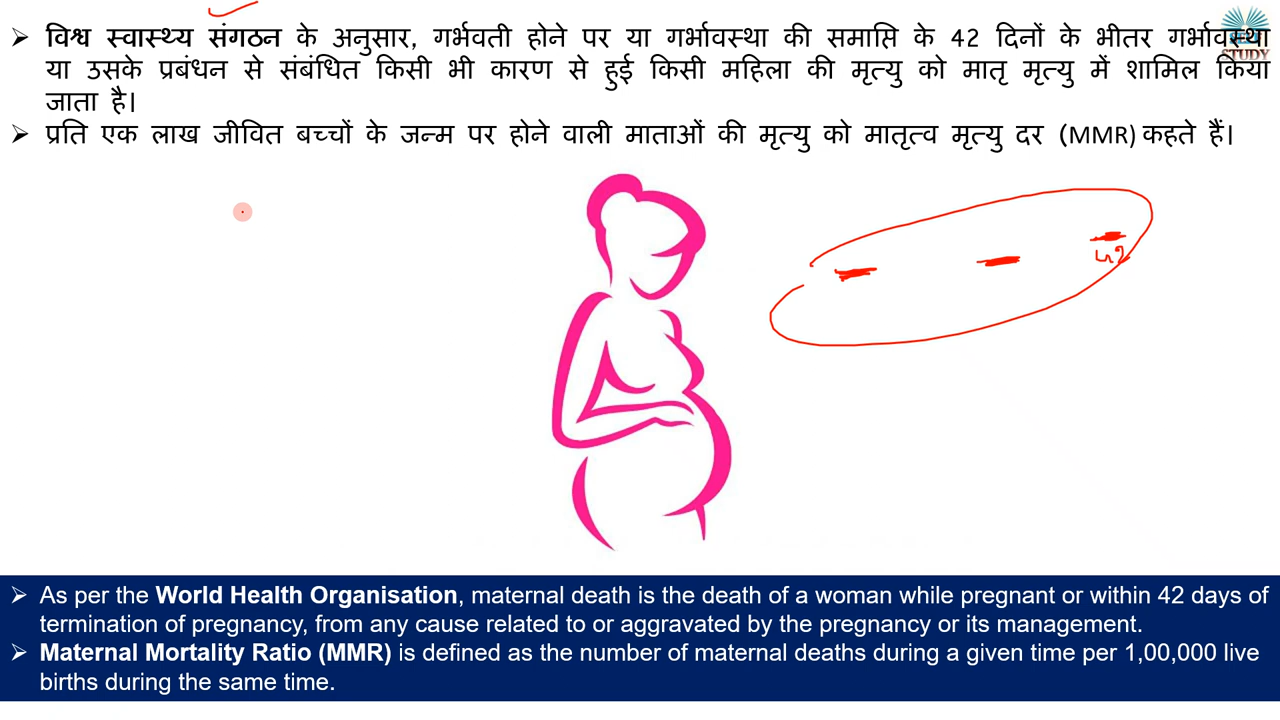 ➢ विश्व स्वास्थ्य संगठन के अनुसार, गर्भवती होने पर या गर्भावस्था की समाप्ति के 42 दिनों के भीतर गर्भावस्था
या उसके प्रबंधन से संबंधित किसी भी कारण से हुई किसी महिला की मृत्यु को मातृ मृत्यु में शामिल किया
जाता है।
➢ प्रति एक लाख जीवित बच्चों के जन्म पर होने वाली माताओं की मृत्यु को मातृत्व मृत्यु दर (MMR) कहते हैं।
STUDY
42
➢ As per the World Health Organisation, maternal death is the death of a woman while pregnant or within 42 days of
termination of pregnancy, from any cause related to or aggravated by the pregnancy or its management.
➢ Maternal Mortality Ratio (MMR) is defined as the number of maternal deaths during a given time per 1,00,000 live
births during the same time.